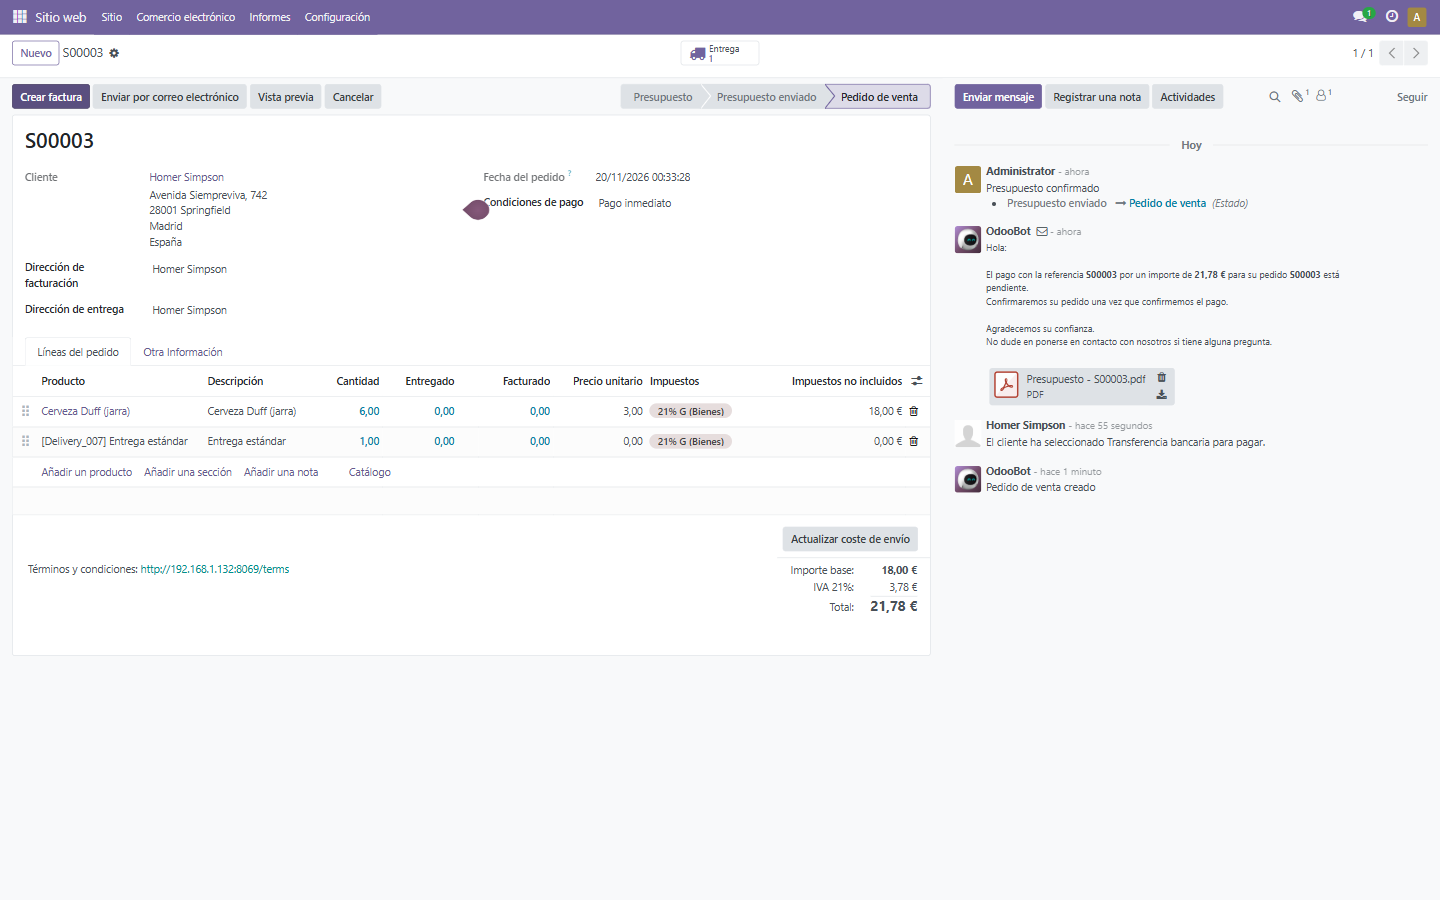 Sitio web Sitio Comercio electrónico Informes Configuración 1 A
Nuevo S00003 Entrega 1 1 / 1
Crear factura Enviar por correo electrónico Vista previa Cancelar Presupuesto Presupuesto enviado Pedido de venta
Enviar mensaje Registrar una nota Actividades 1 1 Seguir
S00003
Cliente Homer Simpson
Avenida Siempreviva, 742
28001 Springfield
Madrid
España
Fecha del pedido ? 20/11/2026 00:33:28
Condiciones de pago Pago inmediato
Dirección de facturación Homer Simpson
Dirección de entrega Homer Simpson
Líneas del pedido Otra Información
Producto Descripción Cantidad Entregado Facturado Precio unitario Impuestos Impuestos no incluidos
Cerveza Duff (jarra) Cerveza Duff (jarra) 6,00 0,00 0,00 3,00 21% G (Bienes) 18,00 €
[Delivery_007] Entrega estándar Entrega estándar 1,00 0,00 0,00 0,00 21% G (Bienes) 0,00 €
Añadir un producto Añadir una sección Añadir una nota Catálogo
Actualizar coste de envío
Términos y condiciones: http://192.168.1.132:8069/terms
Importe base: 18,00 €
IVA 21%: 3,78 €
Total: 21,78 €
Hoy
A
Administrator - ahora
Presupuesto confirmado
• Presupuesto enviado → Pedido de venta (Estado)
OdooBot - ahora
Hola:
El pago con la referencia S00003 por un importe de 21,78 € para su pedido S00003 está
pendiente.
Confirmaremos su pedido una vez que confirmemos el pago.
Agradecemos su confianza.
No dude en ponerse en contacto con nosotros si tiene alguna pregunta.
Presupuesto - S00003.pdf
PDF
Homer Simpson - hace 55 segundos
El cliente ha seleccionado Transferencia bancaria para pagar.
OdooBot - hace 1 minuto
Pedido de venta creado